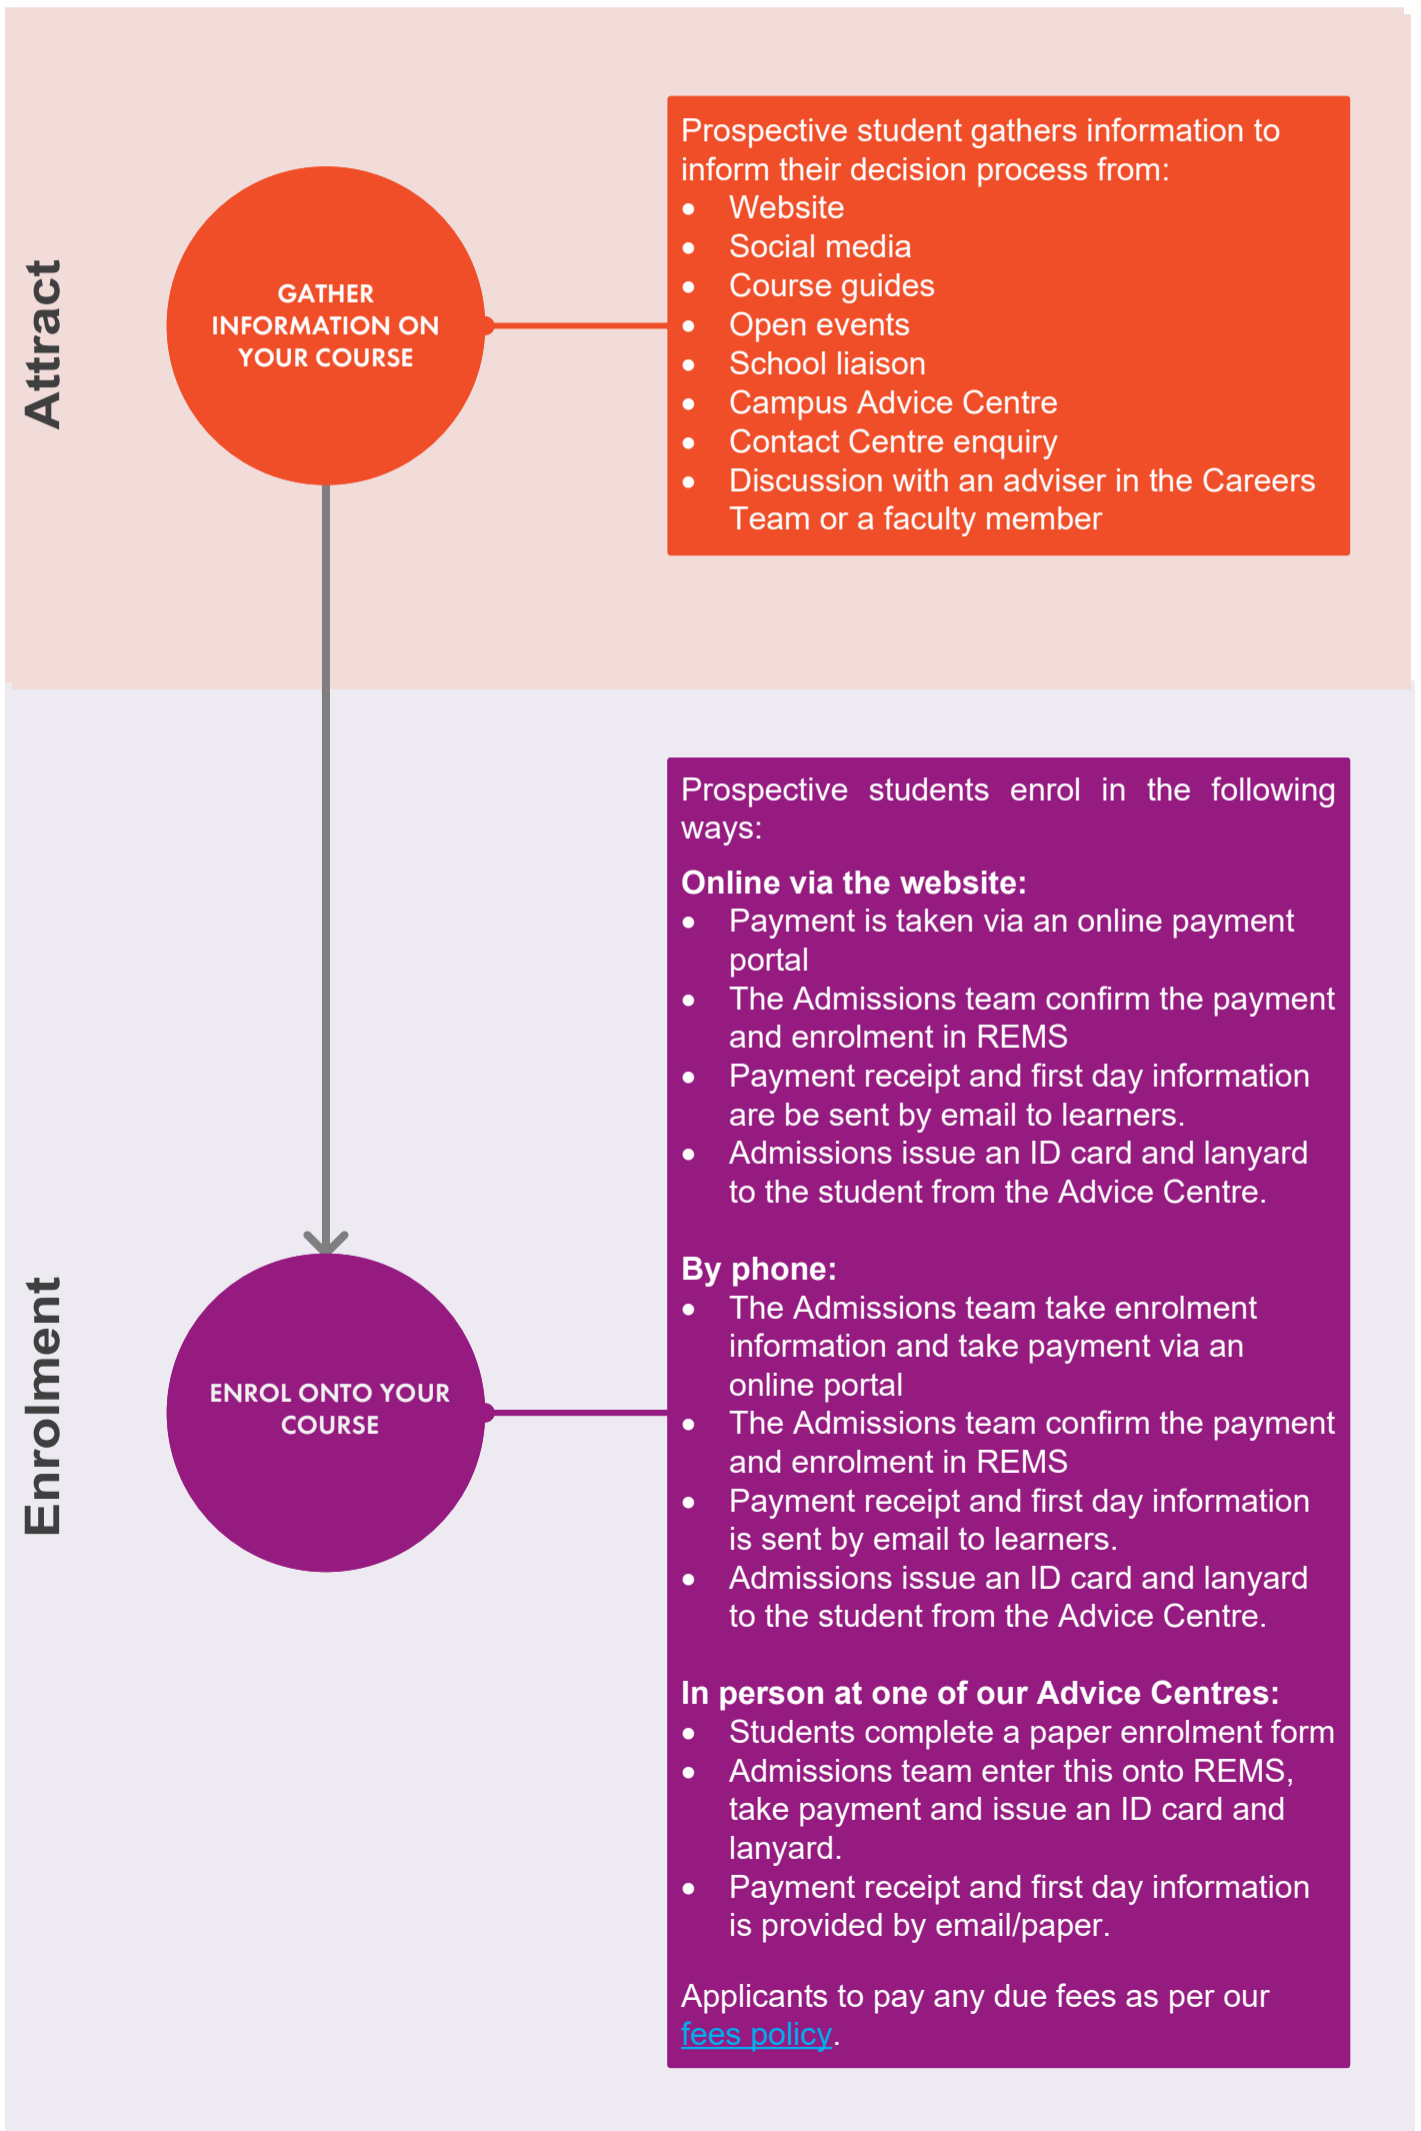 Attract
GATHER
INFORMATION ON
YOUR COURSE
Prospective student gathers information to
inform their decision process from:
• Website
• Social media
• Course guides
• Open events
• School liaison
• Campus Advice Centre
• Contact Centre enquiry
• Discussion with an adviser in the Careers
Team or a faculty member
Enrolment
ENROL ONTO YOUR
COURSE
Prospective students enrol in the following
ways:
Online via the website:
• Payment is taken via an online payment
portal
• The Admissions team confirm the payment
and enrolment in REMS
• Payment receipt and first day information
are be sent by email to learners.
• Admissions issue an ID card and lanyard
to the student from the Advice Centre.
By phone:
• The Admissions team take enrolment
information and take payment via an
online portal
• The Admissions team confirm the payment
and enrolment in REMS
• Payment receipt and first day information
is sent by email to learners.
• Admissions issue an ID card and lanyard
to the student from the Advice Centre.
In person at one of our Advice Centres:
• Students complete a paper enrolment form
• Admissions team enter this onto REMS,
take payment and issue an ID card and
lanyard.
• Payment receipt and first day information
is provided by email/paper.
Applicants to pay any due fees as per our
fees policy.